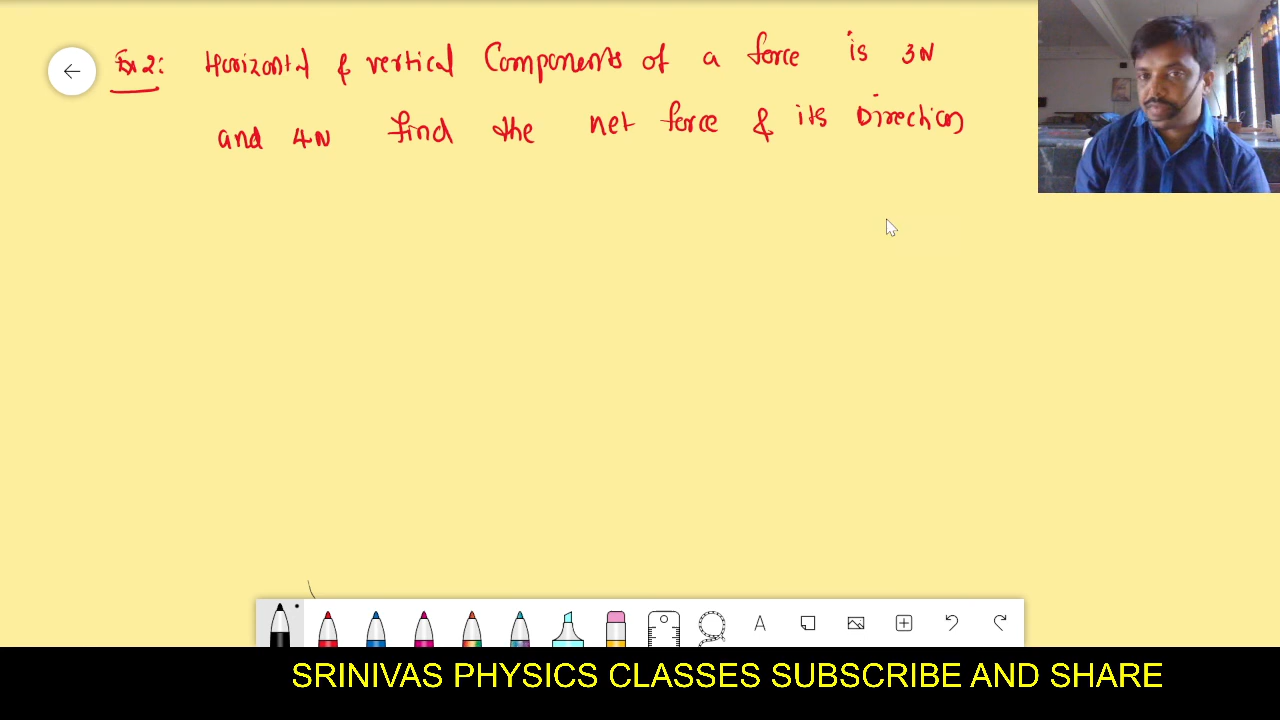 Ex 2: Horizontal & vertical Components of a force is 3N
and 4N find the net force & its Direction
A
SRINIVAS PHYSICS CLASSES SUBSCRIBE AND SHARE